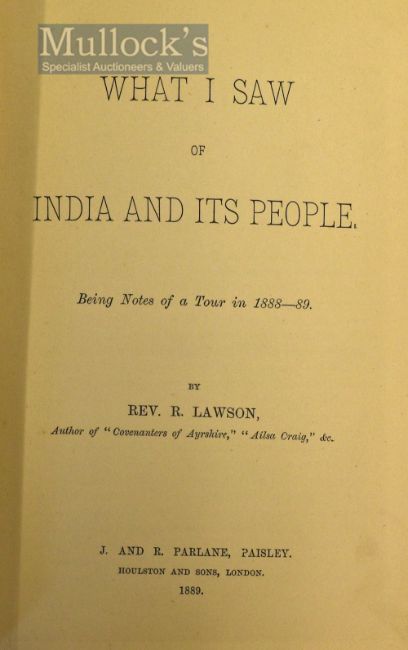 Mullock's
Specialist Auctioneers & Valuers
WHAT I SAW
OF
INDIA AND ITS PEOPLE.
Being Notes of a Tour in 1888—89.
BY
REV. R. LAWSON,
Author of "Covenanters of Ayrshire," "Ailsa Craig," &c.
J. AND R. PARLANE, PAISLEY.
HOULSTON AND SONS, LONDON.
1889.